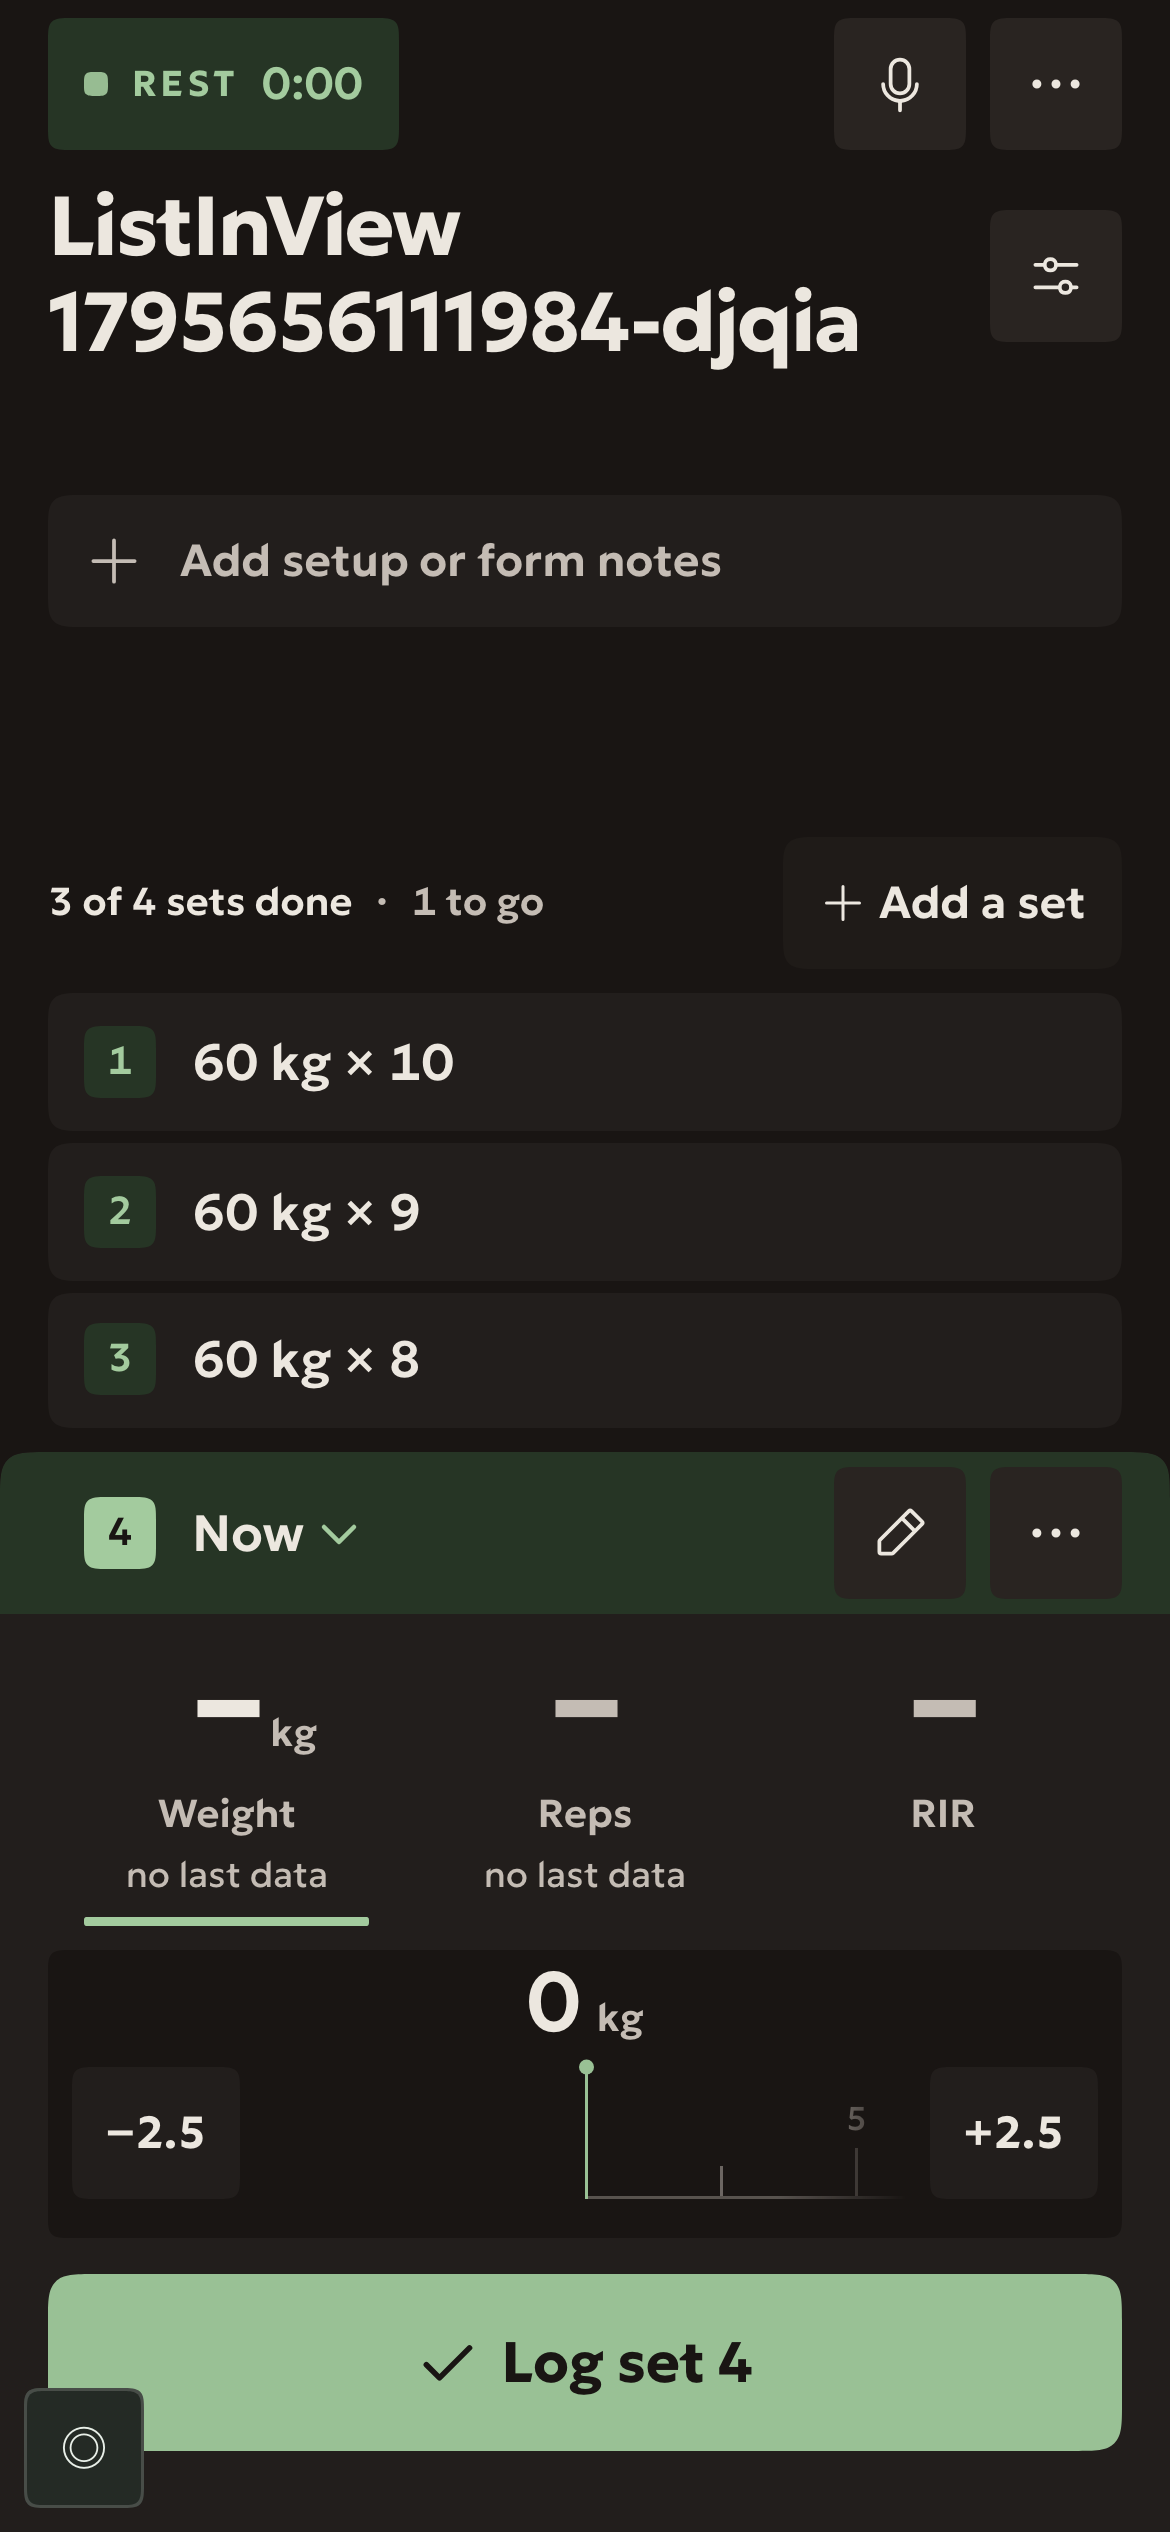 REST 0:00
ListInView
1795656111984-djqia
Add setup or form notes
3 of 4 sets done · 1 to go
+ Add a set
1 60 kg × 10
2 60 kg × 9
3 60 kg × 8
4 Now
– kg – –
Weight Reps RIR
no last data no last data
0 kg
5
−2.5 +2.5
Log set 4